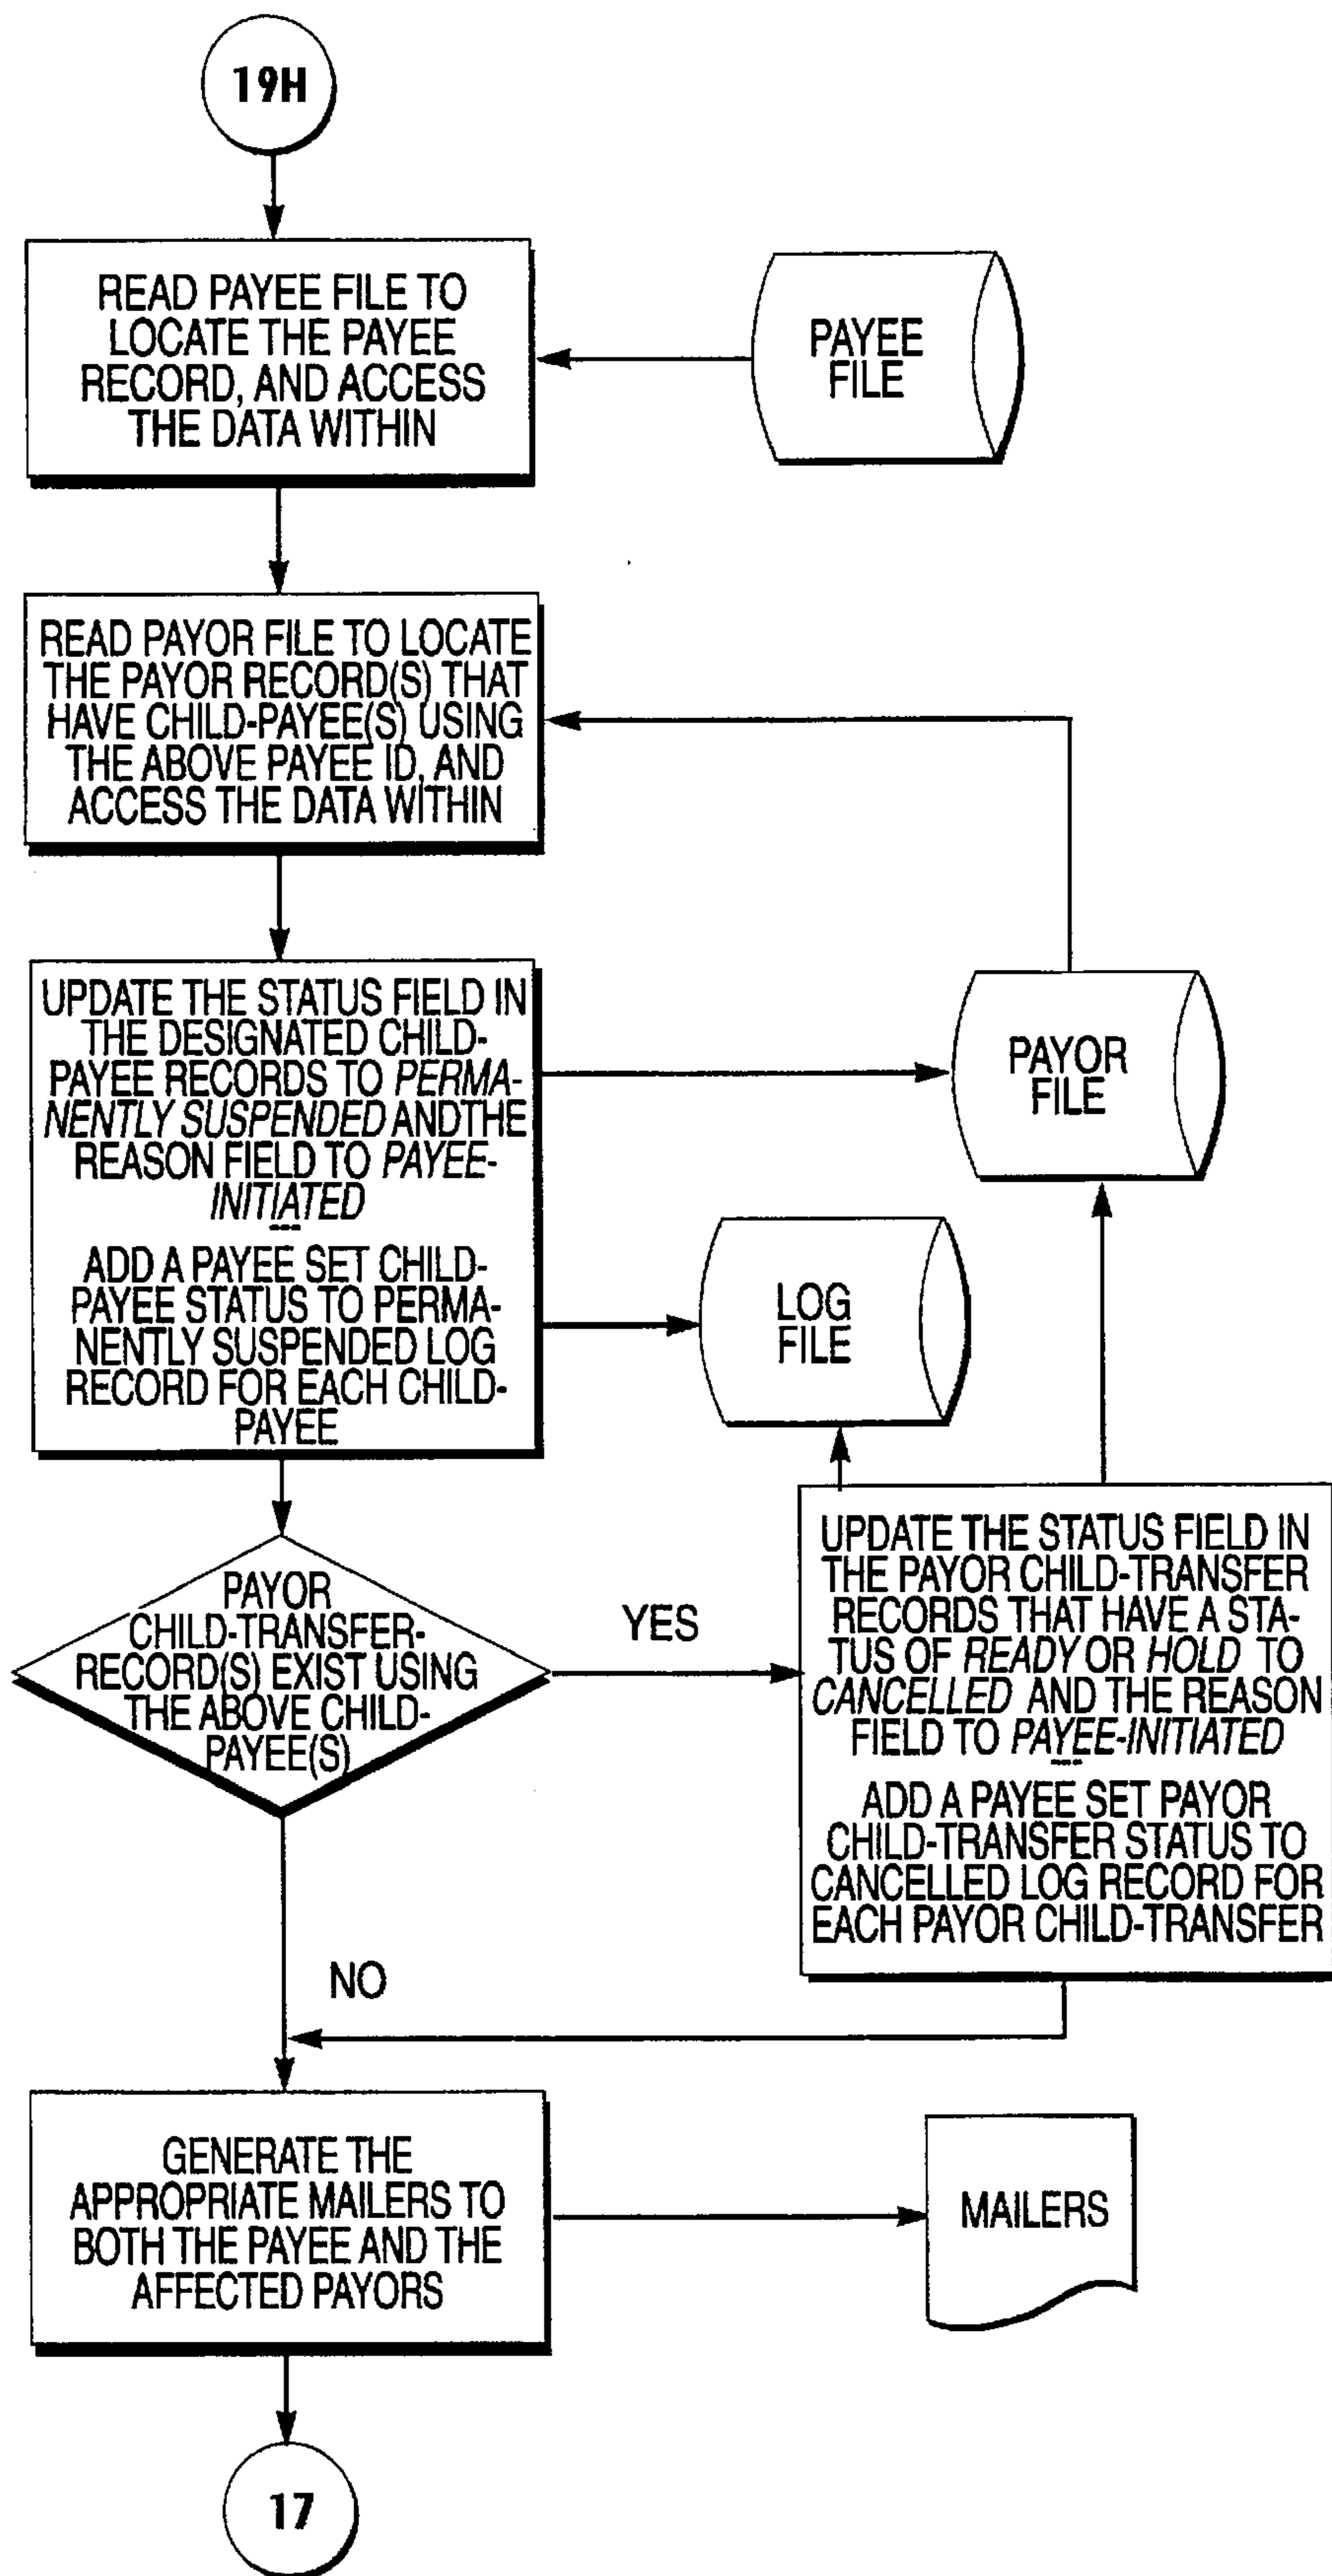 19H
READ PAYEE FILE TO
LOCATE THE PAYEE
RECORD, AND ACCESS
THE DATA WITHIN
PAYEE
FILE
READ PAYOR FILE TO LOCATE
THE PAYOR RECORD(S) THAT
HAVE CHILD-PAYEE(S) USING
THE ABOVE PAYEE ID, AND
ACCESS THE DATA WITHIN
UPDATE THE STATUS FIELD IN
THE DESIGNATED CHILD-
PAYEE RECORDS TO PERMA-
NENTLY SUSPENDED ANDTHE
REASON FIELD TO PAYEE-
INITIATED
---
ADD A PAYEE SET CHILD-
PAYEE STATUS TO PERMA-
NENTLY SUSPENDED LOG
RECORD FOR EACH CHILD-
PAYEE
PAYOR
FILE
LOG
FILE
PAYOR
CHILD-TRANSFER-
RECORD(S) EXIST USING
THE ABOVE CHILD-
PAYEE(S)
YES
UPDATE THE STATUS FIELD IN
THE PAYOR CHILD-TRANSFER
RECORDS THAT HAVE A STA-
TUS OF READY OR HOLD TO
CANCELLED AND THE REASON
FIELD TO PAYEE-INITIATED
---
ADD A PAYEE SET PAYOR
CHILD-TRANSFER STATUS TO
CANCELLED LOG RECORD FOR
EACH PAYOR CHILD-TRANSFER
NO
GENERATE THE
APPROPRIATE MAILERS TO
BOTH THE PAYEE AND THE
AFFECTED PAYORS
MAILERS
17